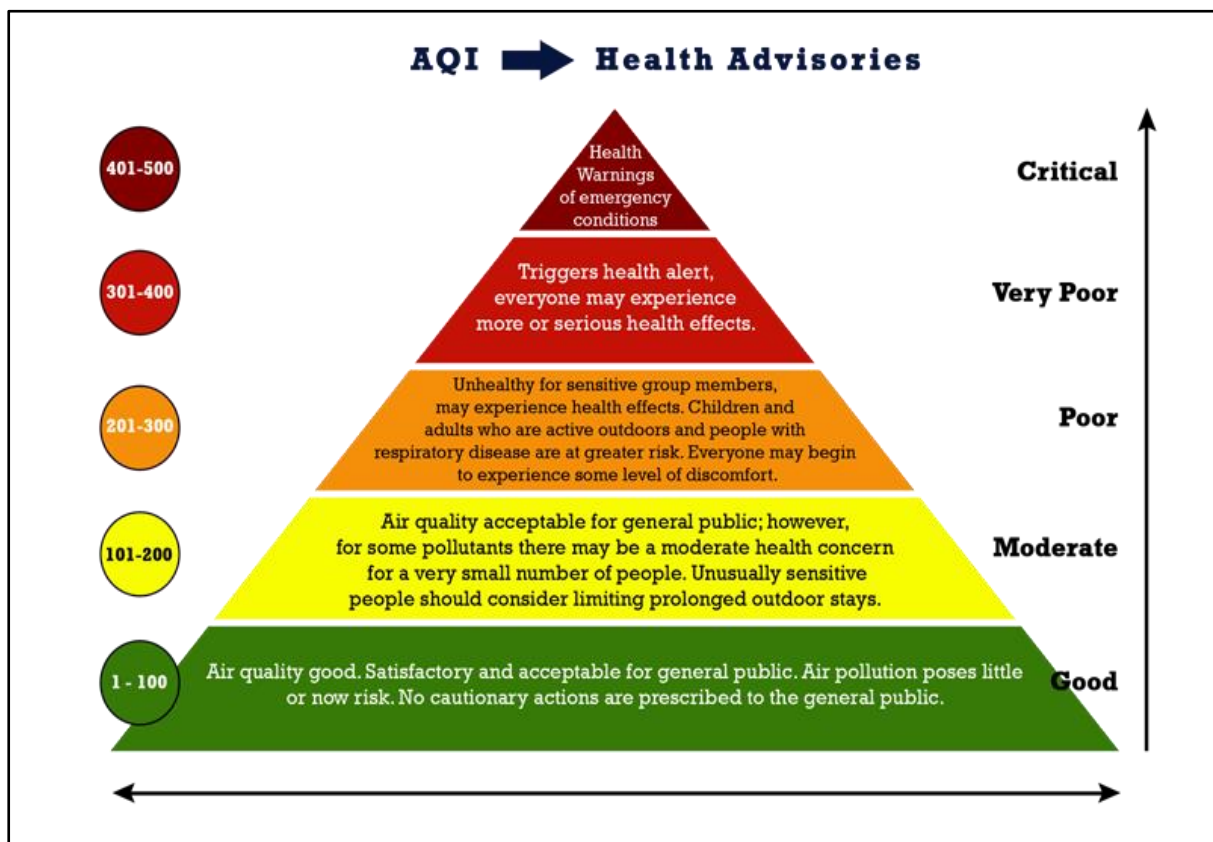 AQI Health Advisories
401-500
Health
Warnings
of emergency
conditions
Critical
301-400
Triggers health alert,
everyone may experience
more or serious health effects.
Very Poor
201-300
Unhealthy for sensitive group members,
may experience health effects. Children and
adults who are active outdoors and people with
respiratory disease are at greater risk. Everyone may begin
to experience some level of discomfort.
Poor
101-200
Air quality acceptable for general public; however,
for some pollutants there may be a moderate health concern
for a very small number of people. Unusually sensitive
people should consider limiting prolonged outdoor stays.
Moderate
1 - 100
Air quality good. Satisfactory and acceptable for general public. Air pollution poses little
or now risk. No cautionary actions are prescribed to the general public.
Good